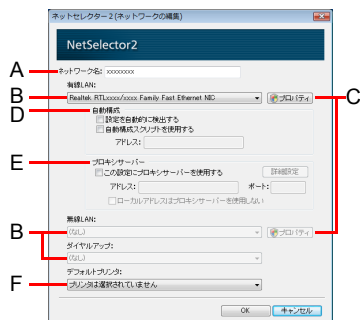 ネットセレクター2(ネットワークの編集)
NetSelector2
A
ネットワーク名: xxxxxxxx
有線LAN:
B
Realtek RTLxxxx/xxxx Family Fast Ethernet NIC
プロパティ
C
D
自動構成
設定を自動的に検出する
自動構成スクリプトを使用する
アドレス:
E
プロキシサーバー
この設定にプロキシサーバーを使用する
詳細設定
アドレス:
ポート:
ローカルアドレスはプロキシサーバーを使用しない
無線LAN:
B
(なし)
プロパティ
ダイヤルアップ:
(なし)
デフォルトプリンタ:
F
プリンタは選択されていません
OK
キャンセル